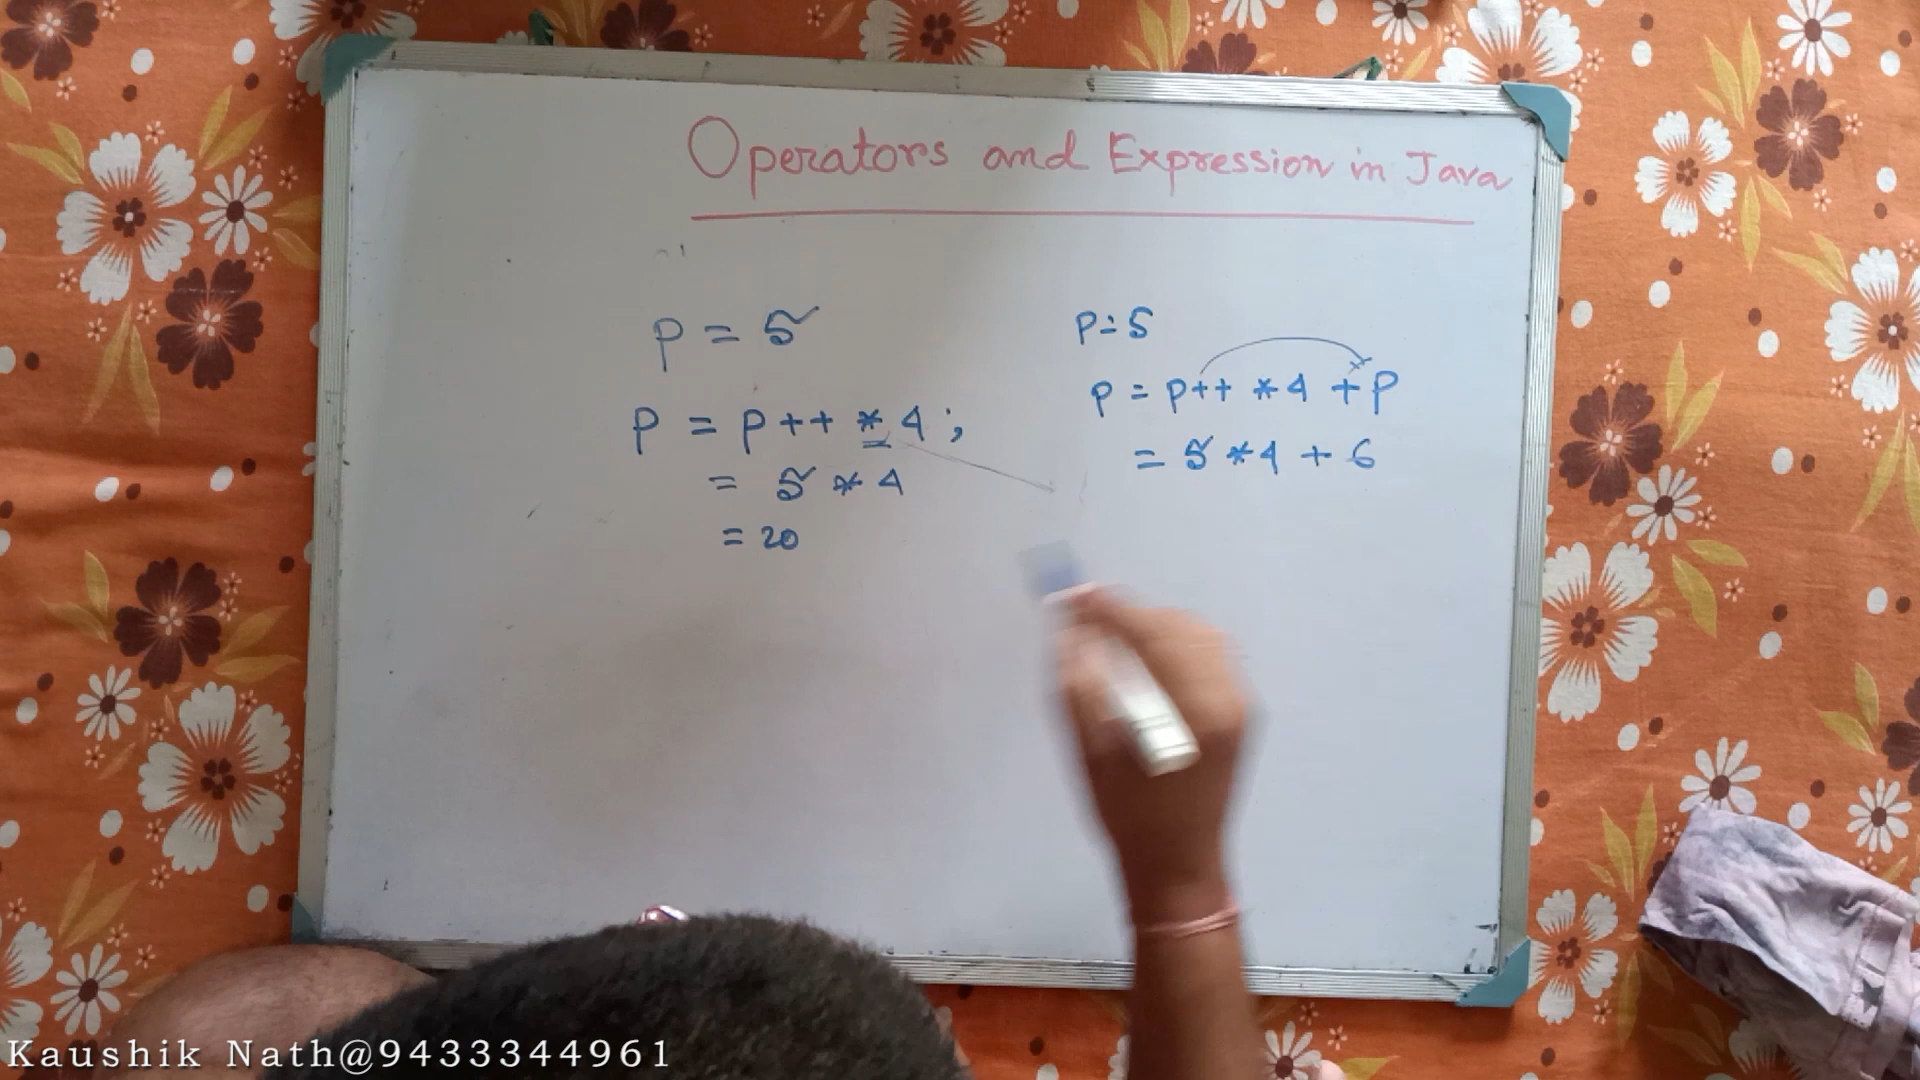 Operators and Expression in Java
P = 5
P = P++ * 4;
= 5 * 4
= 20
P = 5
P = P++ * 4 + P
= 5 * 4 + 6
Kaushik Nath@9433344961